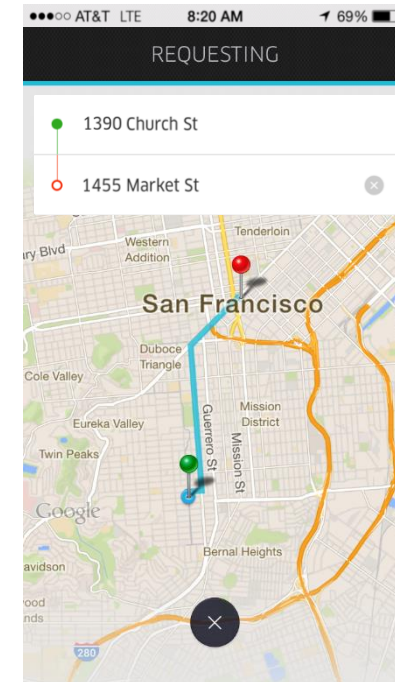 AT&T LTE 8:20 AM 69%
REQUESTING
1390 Church St
1455 Market St
Tenderloin
ry Blvd
Western
Addition
San Francisco
Duboce
Triangle
Cole Valley
Mission
District
Guerrero St
Mission St
Eureka Valley
Twin Peaks
Google
Bernal Heights
avidson
ood
nds
280